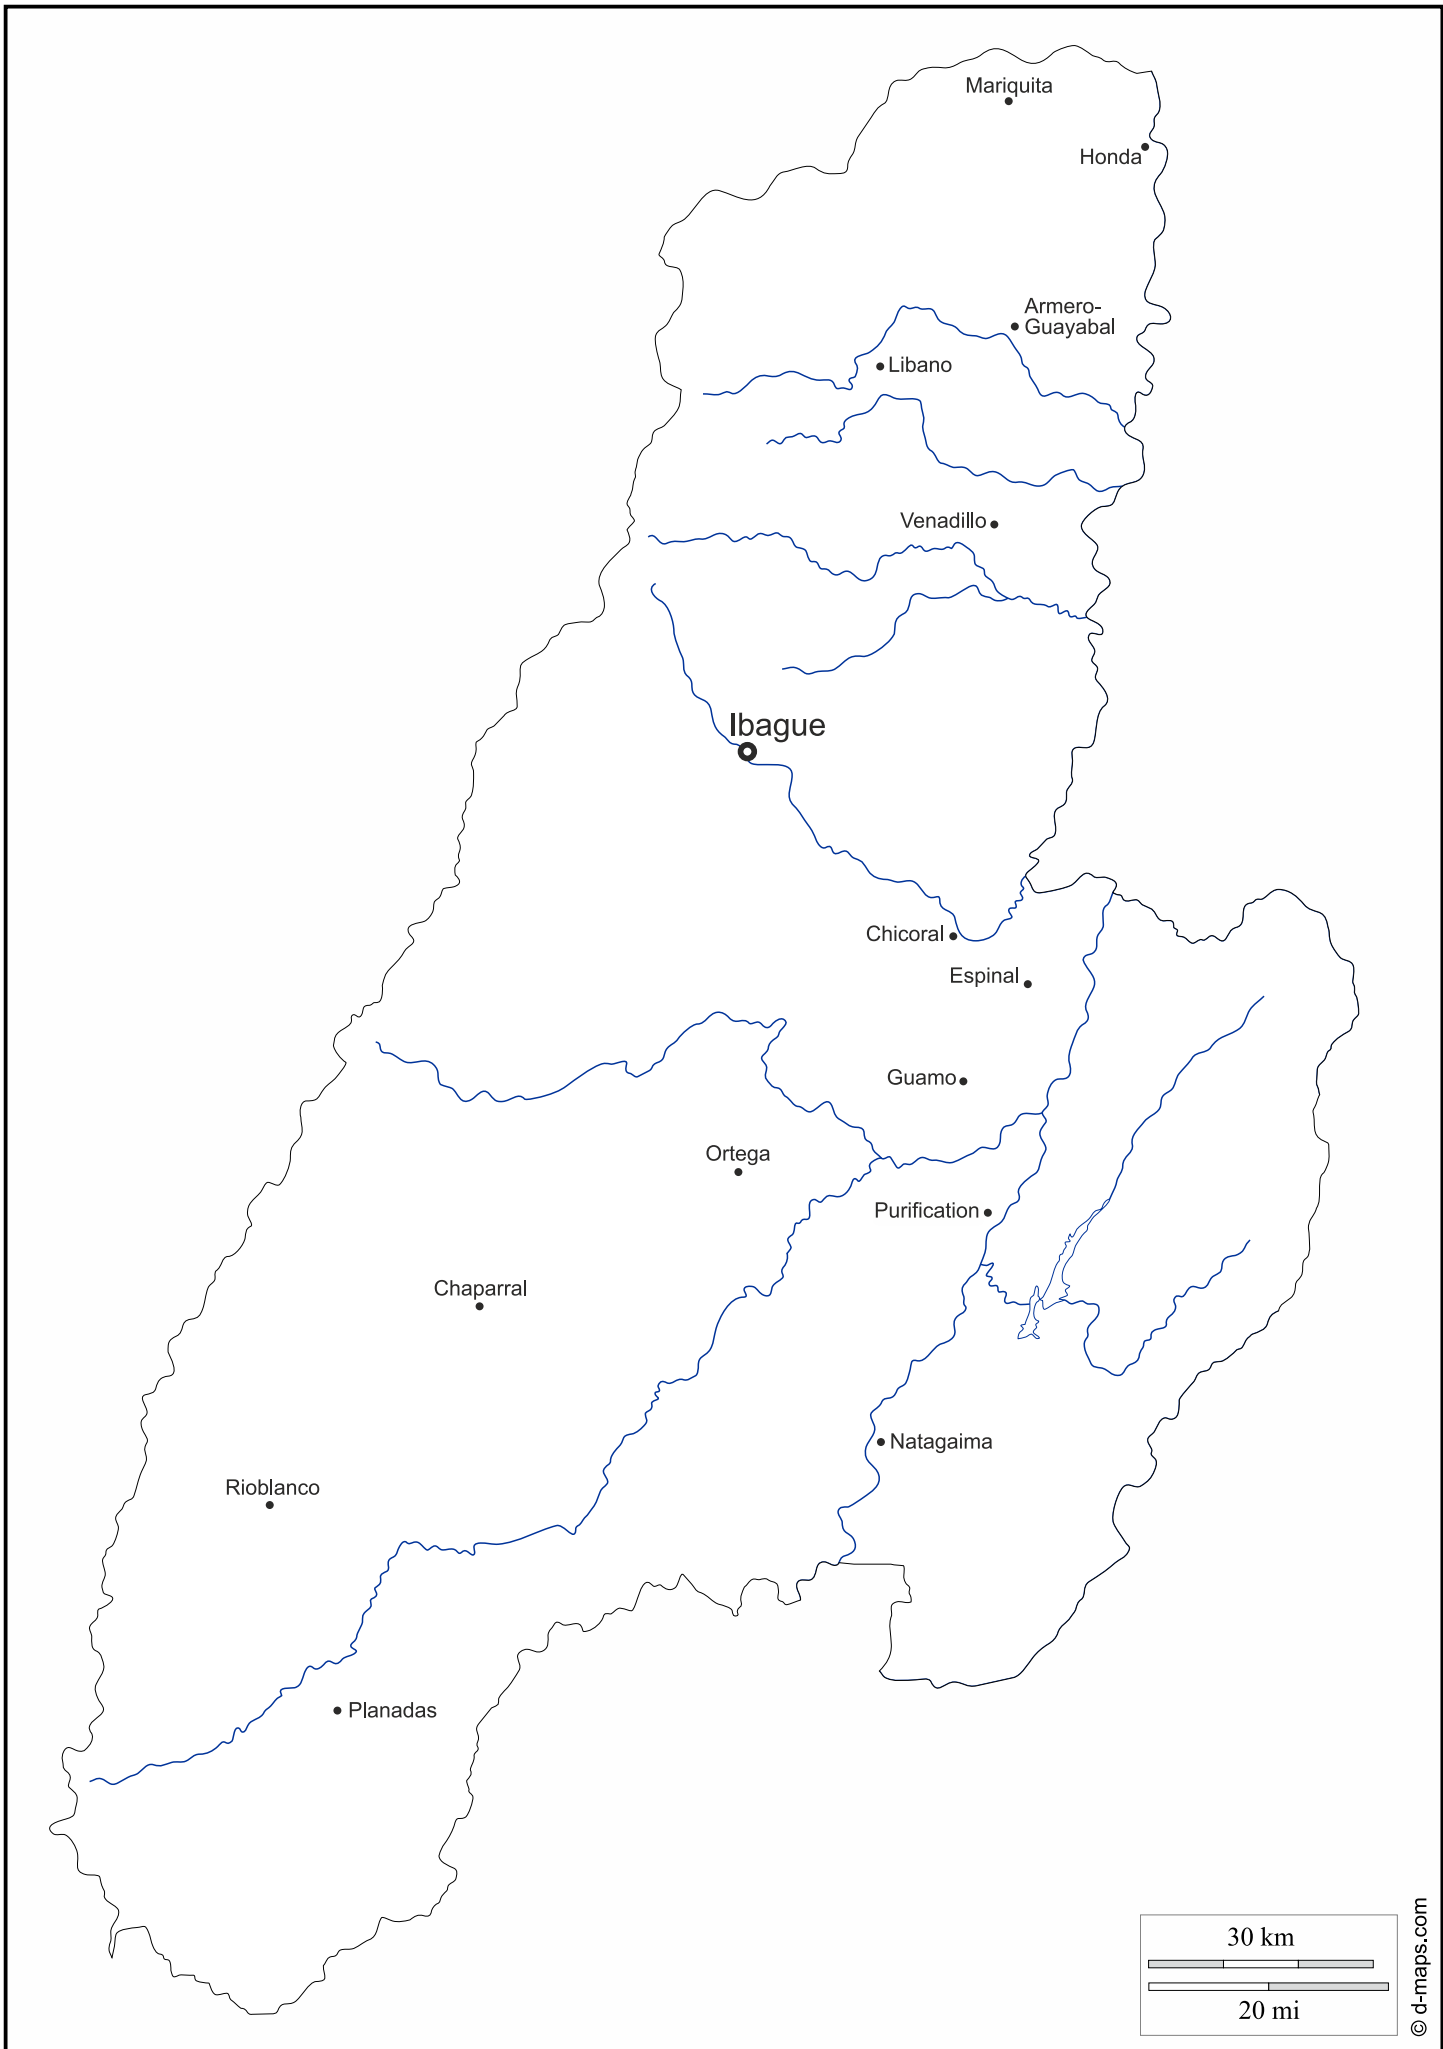 Mariquita
Honda
Armero-
Guayabal
Libano
Venadillo
Ibague
Chicoral
Espinal
Guamo
Ortega
Purification
Chaparral
Natagaima
Rioblanco
Planadas
30 km
20 mi
© d-maps.com